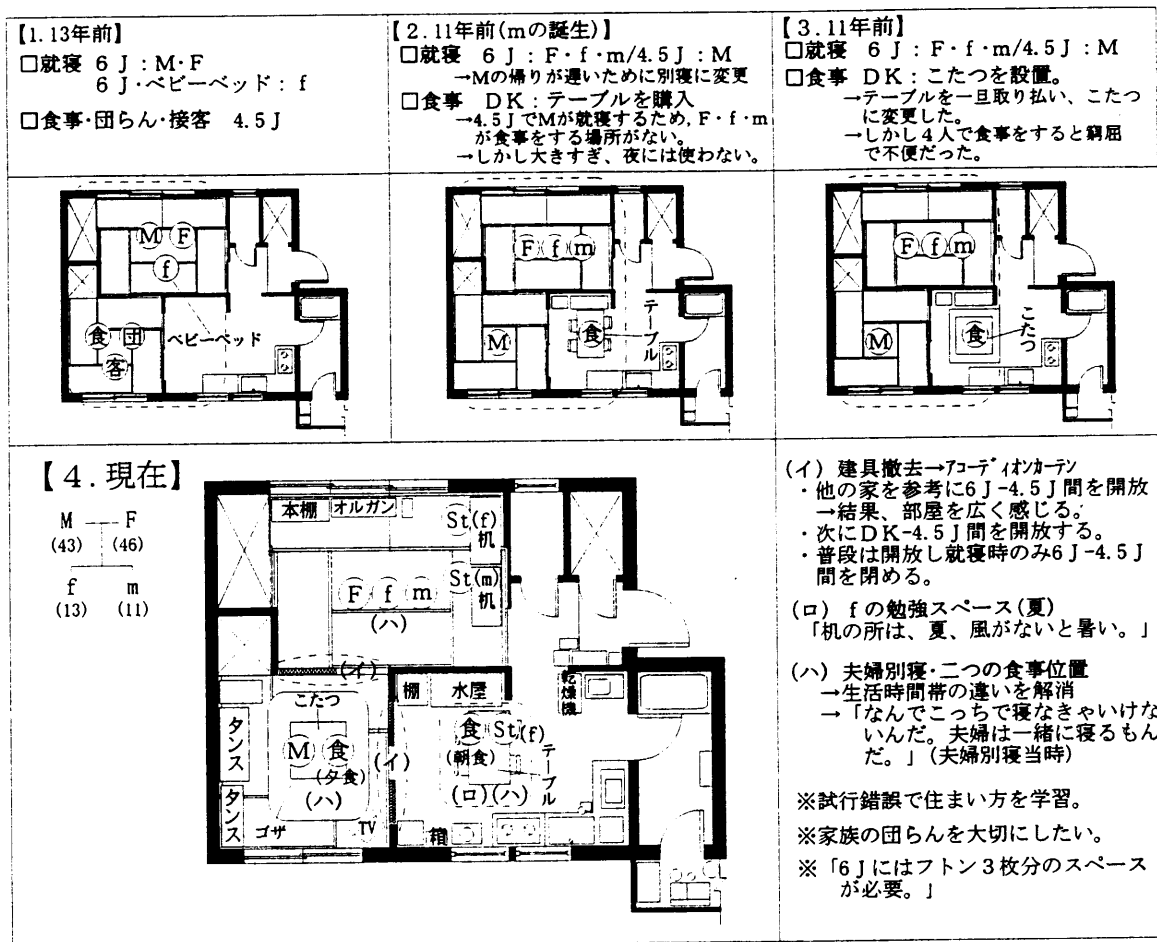 【1.13年前】
□就寝 6J:M・F
6J・ベビーベッド:f
□食事・団らん・接客 4.5J
【2.11年前(mの誕生)】
□就寝 6J:F・f・m/4.5J:M
→Mの帰りが遅いために別寝に変更
□食事 DK:テーブルを購入
→4.5JでMが就寝するため,F・f・m
が食事をする場所がない。
→しかし大きすぎ、夜には使わない。
【3.11年前】
□就寝 6J:F・f・m/4.5J:M
□食事 DK:こたつを設置。
→テーブルを一旦取り払い、こたつ
に変更した。
→しかし4人で食事をすると窮屈
で不便だった。
M F
f
食 団
客
ベビーベッド
F f m
M
食
テーブル
F f m
M
食
こたつ
【4.現在】
M F
(43) (46)
f m
(13) (11)
本棚
オルガン
St(f)
机
St(m)
机
F f m
(ハ)
(イ)
こたつ
タンス
M 食
(夕食)
(ハ)
(イ)
タンス
ゴザ
TV
棚
水屋
乾燥機
食 St(f)
(朝食)
テーブル
(ロ)(ハ)
箱
(イ) 建具撤去→アコーディオンカーテン
・他の家を参考に6J-4.5J間を開放
→結果、部屋を広く感じる。
・次にDK-4.5J間を開放する。
・普段は開放し就寝時のみ6J-4.5J
間を閉める。
(ロ) fの勉強スペース(夏)
「机の所は、夏、風がないと暑い。」
(ハ) 夫婦別寝・二つの食事位置
→生活時間帯の違いを解消
→「なんでこっちで寝なきゃいけな
いんだ。夫婦は一緒に寝るもん
だ。」(夫婦別寝当時)
※試行錯誤で住まい方を学習。
※家族の団らんを大切にしたい。
※「6Jにはフトン3枚分のスペース
が必要。」